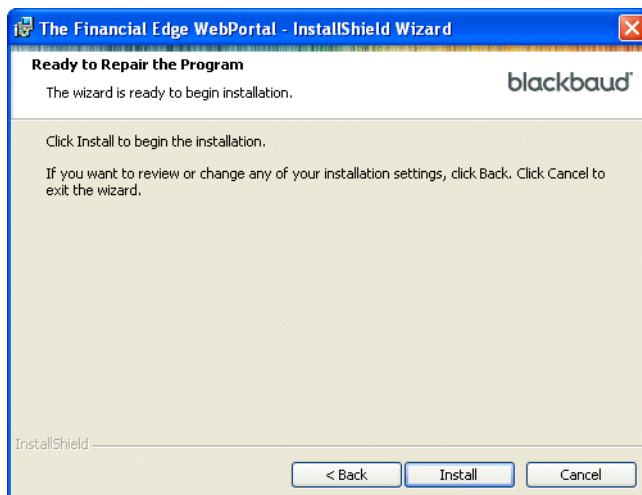 The Financial Edge WebPortal - InstallShield Wizard
Ready to Repair the Program
The wizard is ready to begin installation.
blackbaud
Click Install to begin the installation.
If you want to review or change any of your installation settings, click Back. Click Cancel to
exit the wizard.
InstallShield
< Back
Install
Cancel